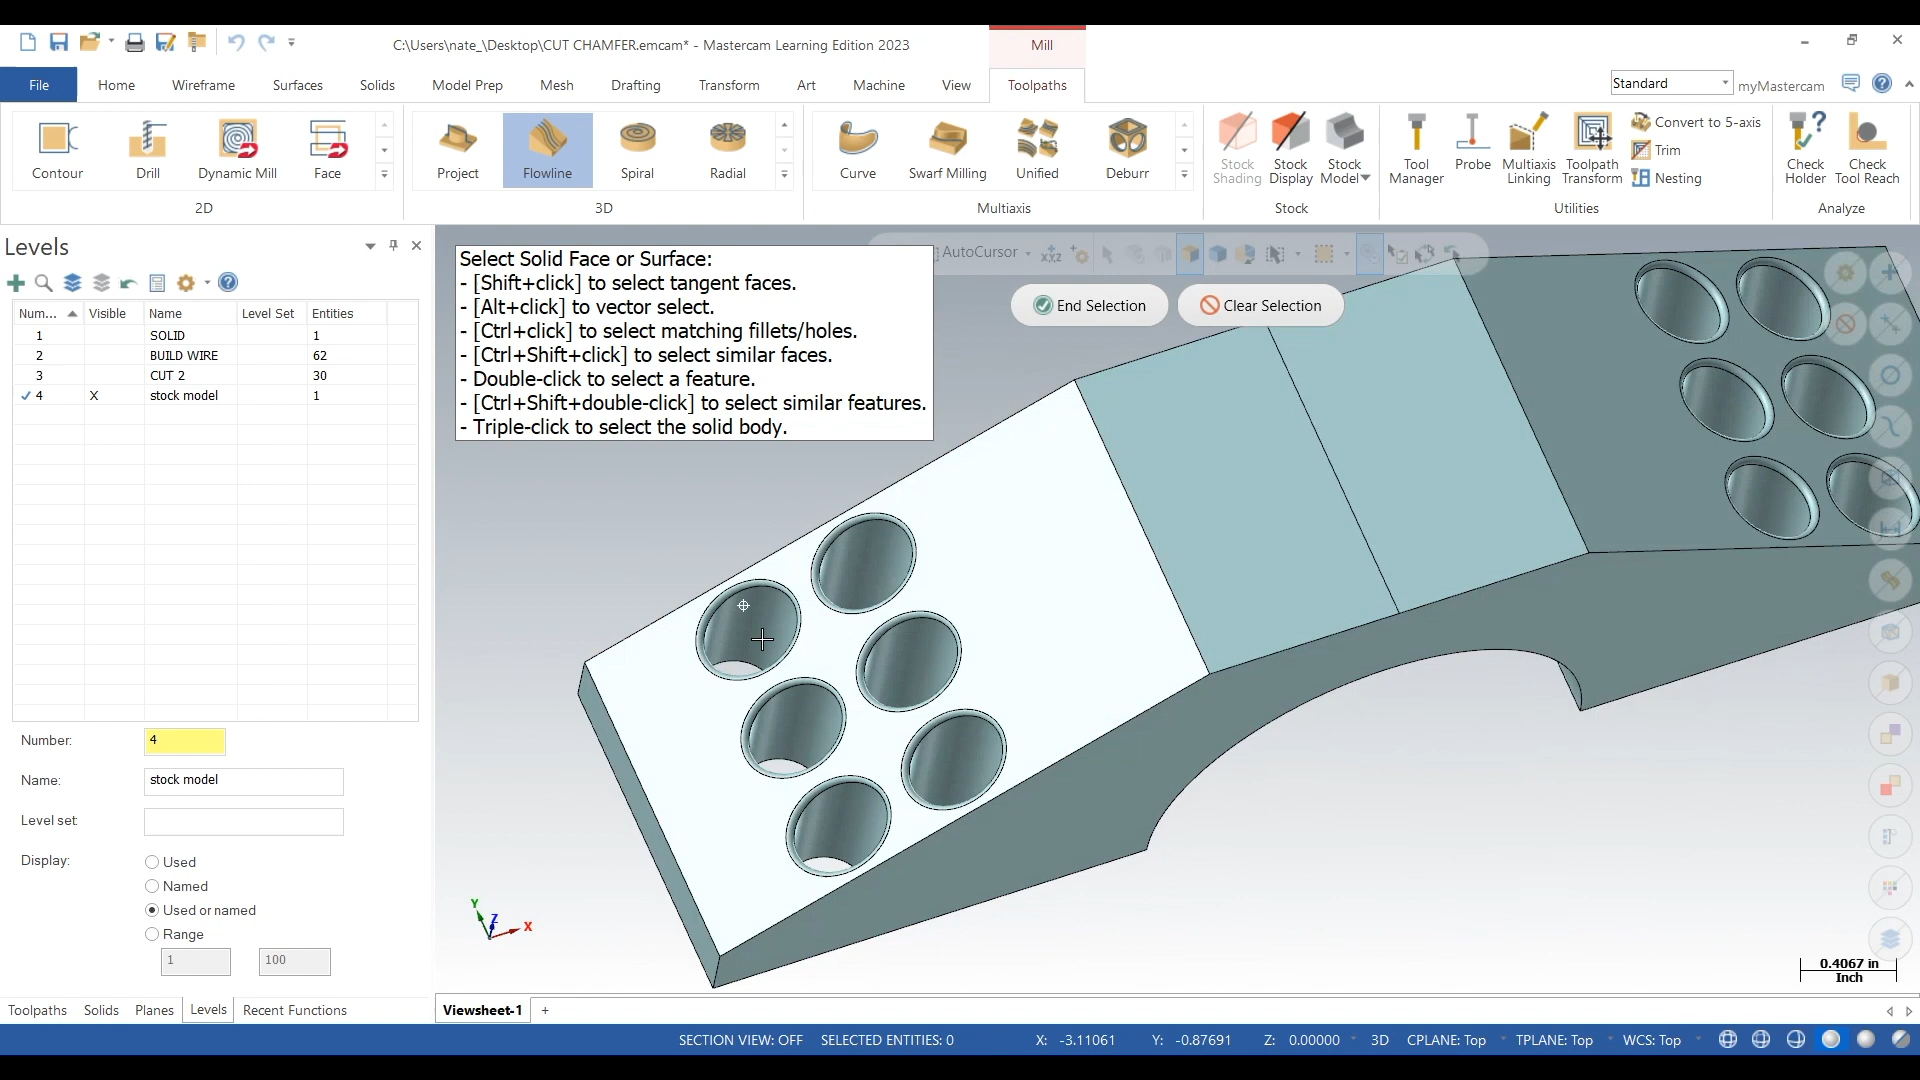 C:\Users\nate_\Desktop\CUT CHAMFER.emcam* - Mastercam Learning Edition 2023
Mill
File Home Wireframe Surfaces Solids Model Prep Mesh Drafting Transform Art Machine View Toolpaths
Standard myMastercam
Contour Drill Dynamic Mill Face
2D
Project Flowline Spiral Radial
3D
Curve Swarf Milling Unified Deburr
Multiaxis
Stock Shading
Stock Display
Stock Model
Stock
Tool Manager
Probe
Multiaxis Linking
Toolpath Transform
Convert to 5-axis
Trim
Nesting
Utilities
Check Holder
Check Tool Reach
Analyze
Levels
Num... Visible Name Level Set Entities
1 SOLID 1
2 BUILD WIRE 62
3 CUT 2 30
4 X stock model 1
Number: 4
Name: stock model
Level set:
Display:
Used
Named
Used or named
Range
1 100
Toolpaths Solids Planes Levels Recent Functions
Select Solid Face or Surface:
- [Shift+click] to select tangent faces.
- [Alt+click] to vector select.
- [Ctrl+click] to select matching fillets/holes.
- [Ctrl+Shift+click] to select similar faces.
- Double-click to select a feature.
- [Ctrl+Shift+double-click] to select similar features.
- Triple-click to select the solid body.
AutoCursor
End Selection
Clear Selection
Y
Z
X
0.4067 in
Inch
Viewsheet-1 +
SECTION VIEW: OFF SELECTED ENTITIES: 0 X: -3.11061 Y: -0.87691 Z: 0.00000 3D CPLANE: Top TPLANE: Top WCS: Top